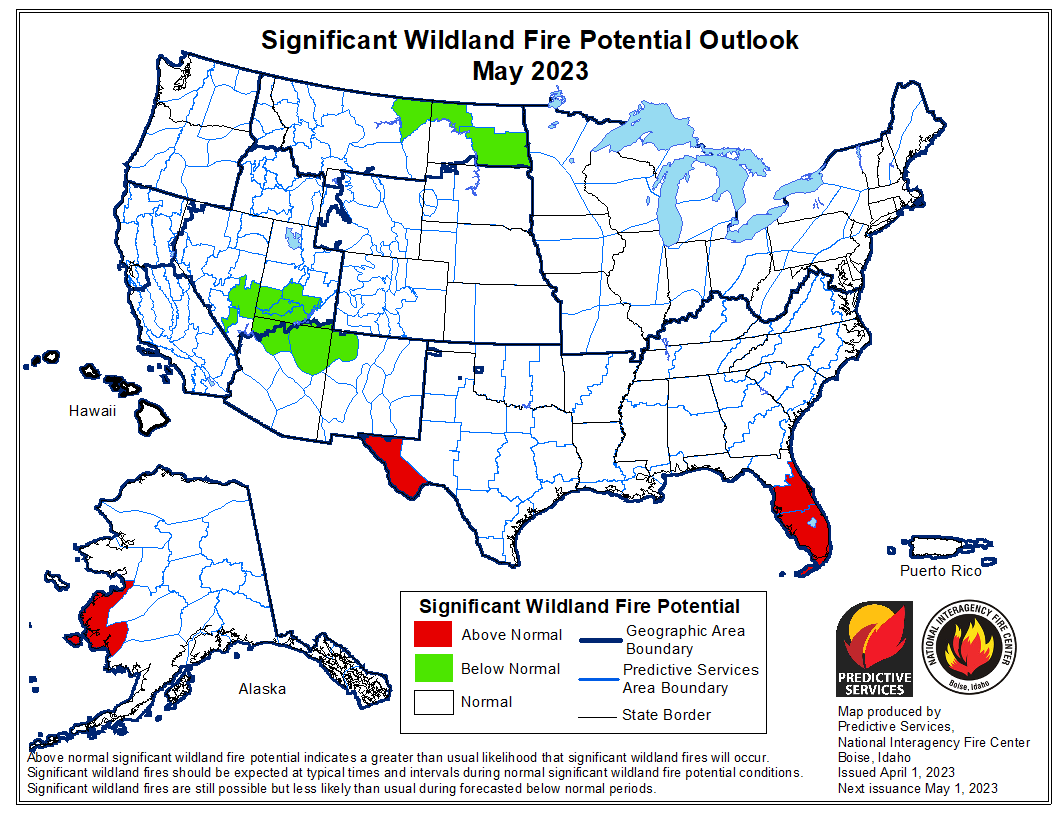 Significant Wildland Fire Potential Outlook
May 2023
Hawaii
Alaska
Puerto Rico
Significant Wildland Fire Potential
Above Normal
Below Normal
Normal
Geographic Area
Boundary
Predictive Services
Area Boundary
State Border
PREDICTIVE
SERVICES
NATIONAL INTERAGENCY FIRE CENTER
Boise, Idaho
Map produced by
Predictive Services,
National Interagency Fire Center
Boise, Idaho
Issued April 1, 2023
Next issuance May 1, 2023
Above normal significant wildland fire potential indicates a greater than usual likelihood that significant wildland fires will occur.
Significant wildland fires should be expected at typical times and intervals during normal significant wildland fire potential conditions.
Significant wildland fires are still possible but less likely than usual during forecasted below normal periods.